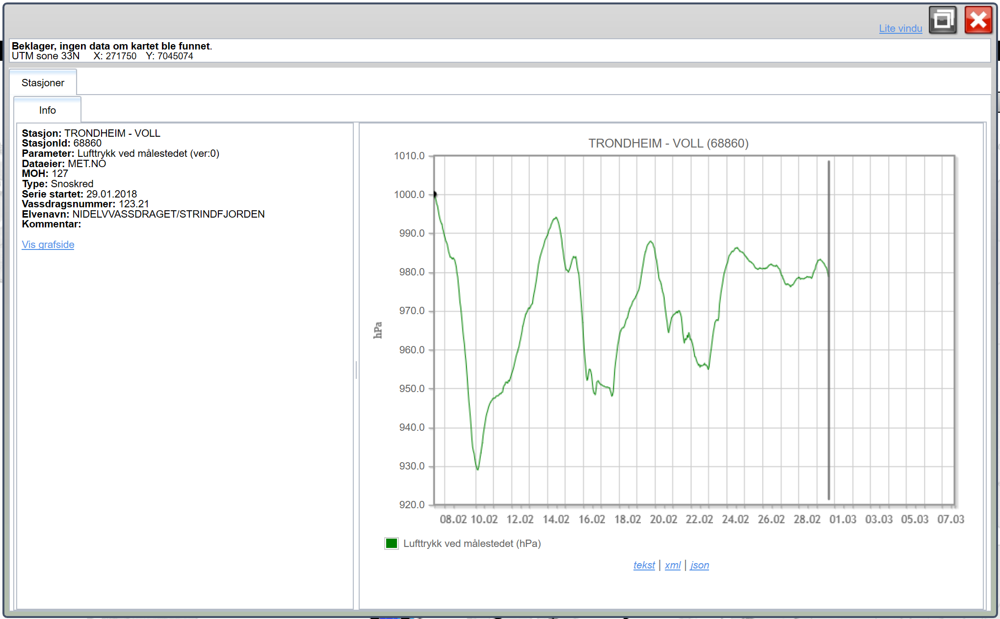 Lite vindu
Beklager, ingen data om kartet ble funnet.
UTM sone 33N X: 271750 Y: 7045074
Stasjoner
Info
Stasjon: TRONDHEIM - VOLL
StasjonId: 68860
Parameter: Lufttrykk ved målestedet (ver:0)
Dataeier: MET.NO
MOH: 127
Type: Snoskred
Serie startet: 29.01.2018
Vassdragsnummer: 123.21
Elvenavn: NIDELVVASSDRAGET/STRINDFJORDEN
Kommentar:
Vis grafside
TRONDHEIM - VOLL (68860)
1010.0
1000.0
990.0
980.0
970.0
960.0
950.0
940.0
930.0
920.0
hPa
08.02 10.02 12.02 14.02 16.02 18.02 20.02 22.02 24.02 26.02 28.02 01.03 03.03 05.03 07.03
Lufttrykk ved målestedet (hPa)
tekst | xml | json